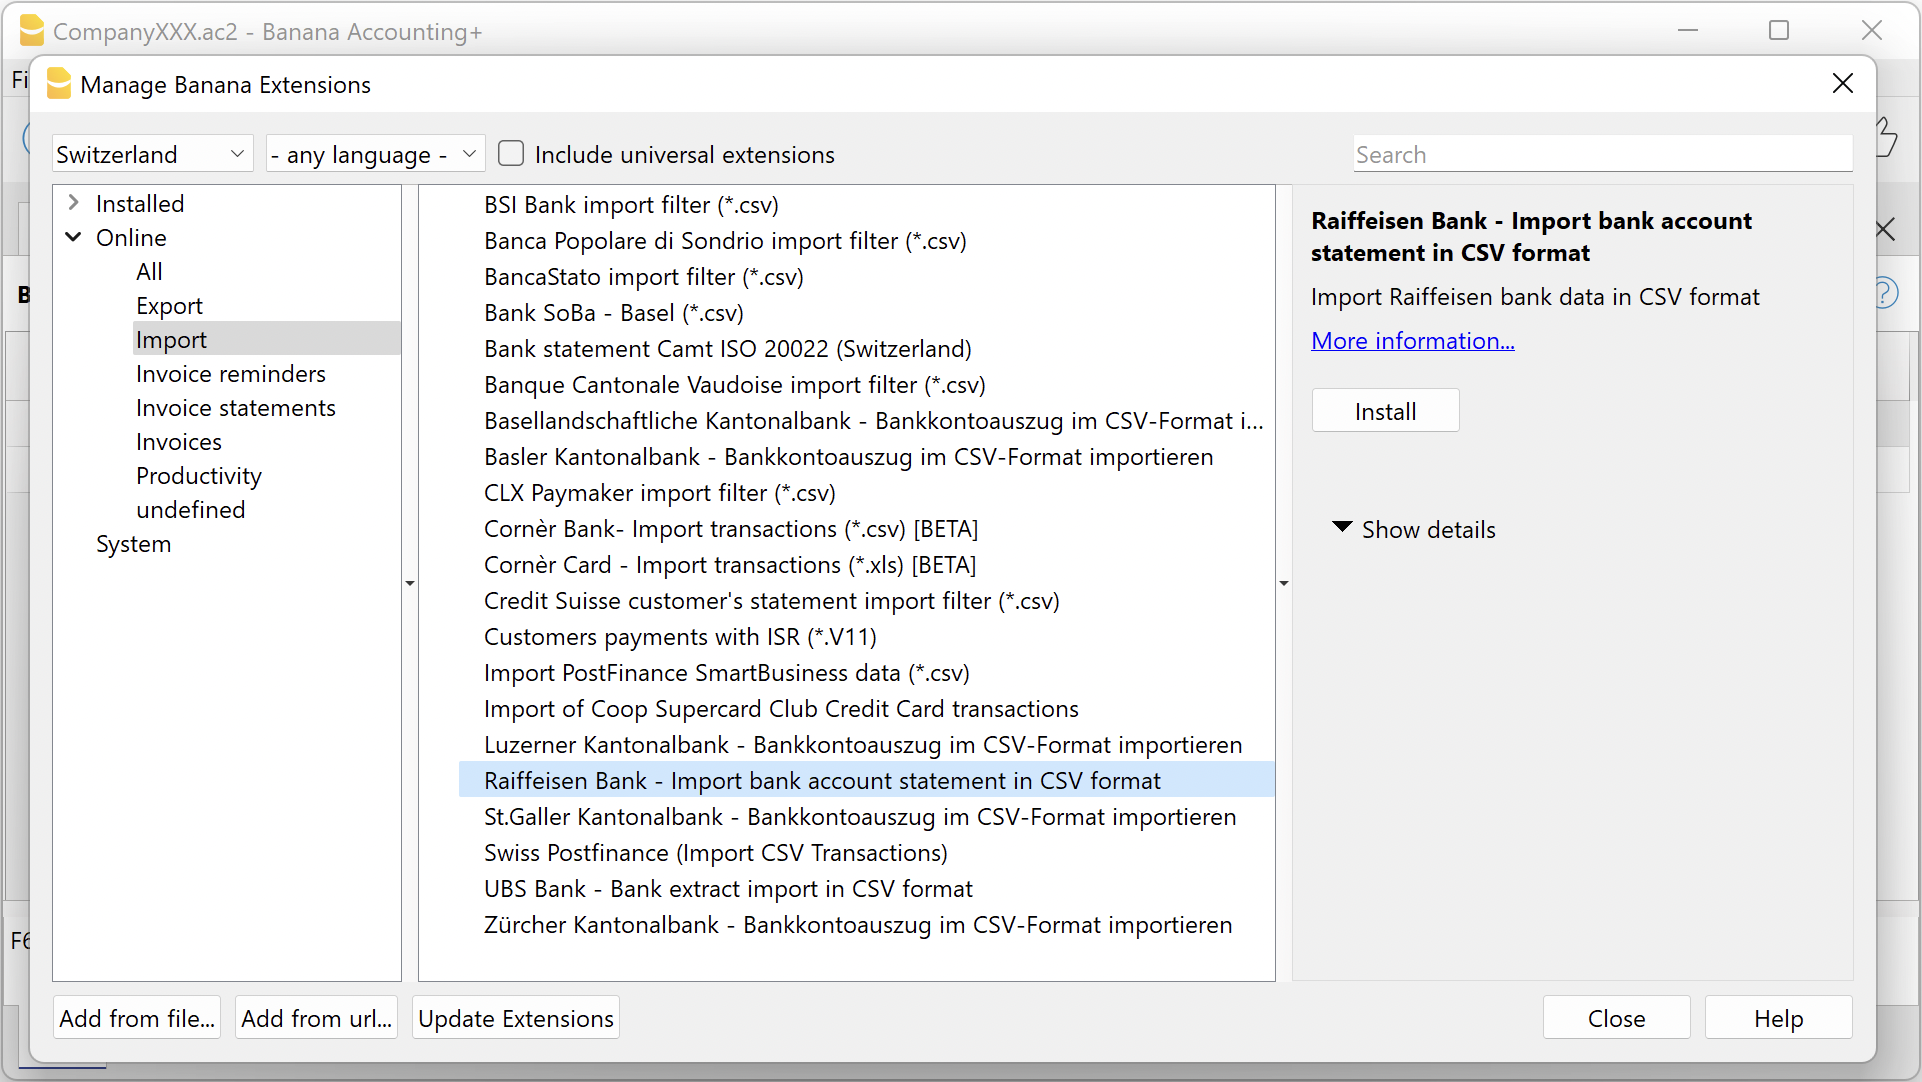 CompanyXXX.ac2 - Banana Accounting+
Fi
Manage Banana Extensions
Switzerland
- any language -
Include universal extensions
Search
Installed
Online
All
Export
Import
Invoice reminders
Invoice statements
Invoices
Productivity
undefined
System
BSI Bank import filter (*.csv)
Banca Popolare di Sondrio import filter (*.csv)
BancaStato import filter (*.csv)
Bank SoBa - Basel (*.csv)
Bank statement Camt ISO 20022 (Switzerland)
Banque Cantonale Vaudoise import filter (*.csv)
Basellandschaftliche Kantonalbank - Bankkontoauszug im CSV-Format i...
Basler Kantonalbank - Bankkontoauszug im CSV-Format importieren
CLX Paymaker import filter (*.csv)
Cornèr Bank- Import transactions (*.csv) [BETA]
Cornèr Card - Import transactions (*.xls) [BETA]
Credit Suisse customer's statement import filter (*.csv)
Customers payments with ISR (*.V11)
Import PostFinance SmartBusiness data (*.csv)
Import of Coop Supercard Club Credit Card transactions
Luzerner Kantonalbank - Bankkontoauszug im CSV-Format importieren
Raiffeisen Bank - Import bank account statement in CSV format
St.Galler Kantonalbank - Bankkontoauszug im CSV-Format importieren
Swiss Postfinance (Import CSV Transactions)
UBS Bank - Bank extract import in CSV format
Zürcher Kantonalbank - Bankkontoauszug im CSV-Format importieren
Raiffeisen Bank - Import bank account
statement in CSV format
Import Raiffeisen bank data in CSV format
More information...
Install
Show details
B
?
F6
Add from file...
Add from url...
Update Extensions
Close
Help